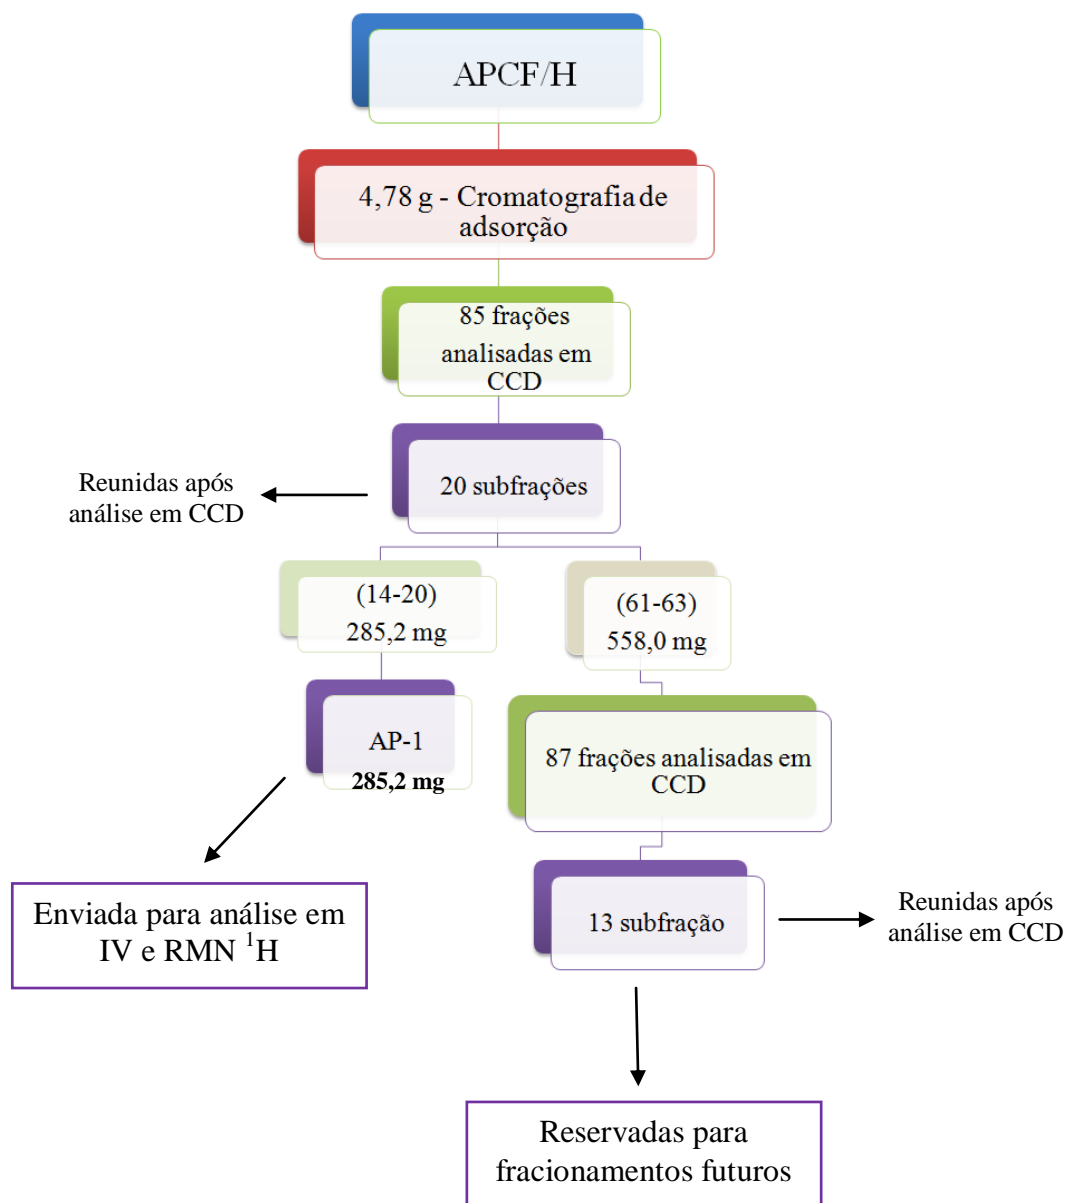 APCF/H
4,78 g - Cromatografia de
adsorção
85 frações
analisadas em
CCD
20 subfrações
Reunidas após
análise em CCD
(14-20)
285,2 mg
(61-63)
558,0 mg
AP-1
285,2 mg
87 frações analisadas em
CCD
Enviada para análise em
IV e RMN ¹H
13 subfração
Reunidas após
análise em CCD
Reservadas para
fracionamentos futuros